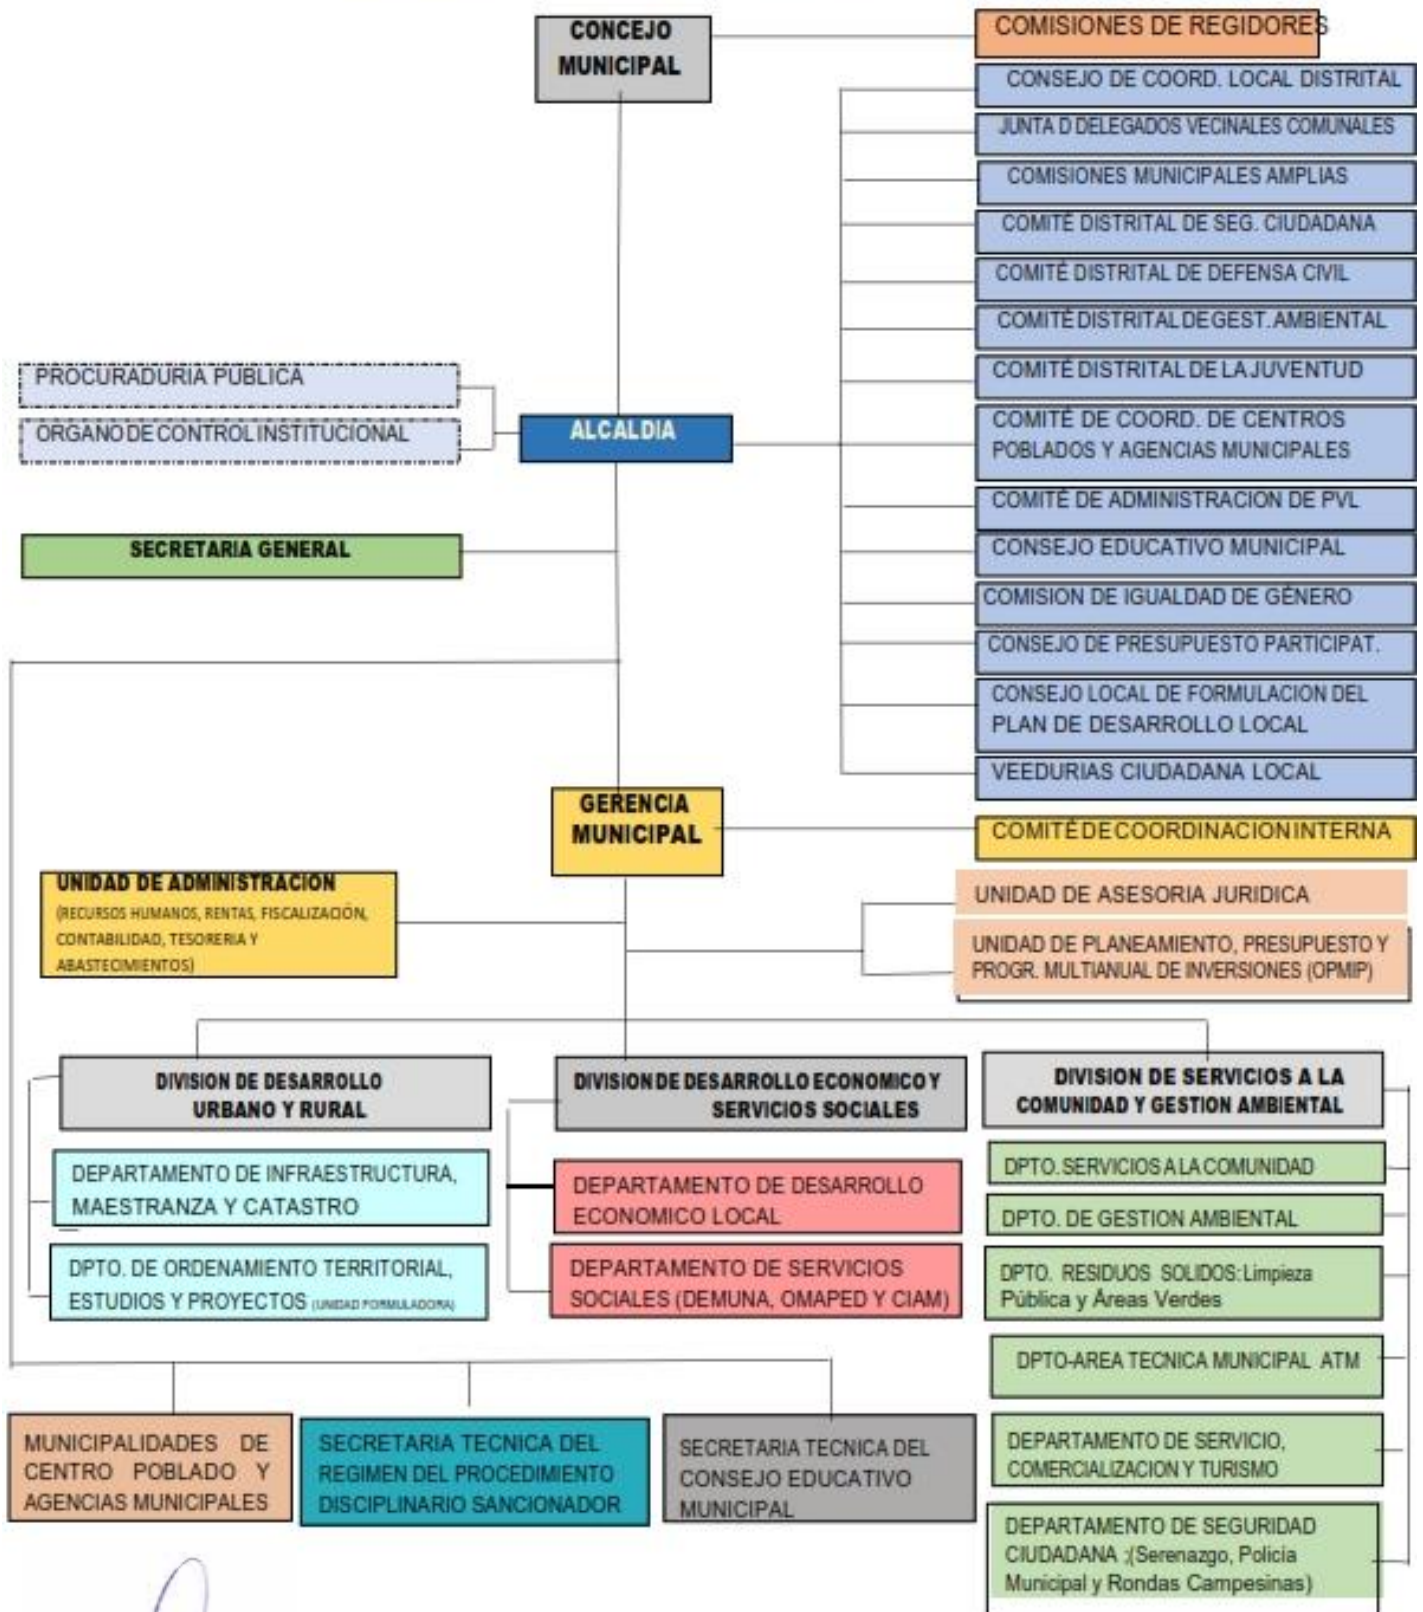 CONCEJO
MUNICIPAL
COMISIONES DE REGIDORES
CONSEJO DE COORD. LOCAL DISTRITAL
JUNTA D DELEGADOS VECINALES COMUNALES
COMISIONES MUNICIPALES AMPLIAS
COMITÉ DISTRITAL DE SEG. CIUDADANA
COMITÉ DISTRITAL DE DEFENSA CIVIL
COMITÉ DISTRITAL DE GEST. AMBIENTAL
COMITÉ DISTRITAL DE LA JUVENTUD
COMITÉ DE COORD. DE CENTROS
POBLADOS Y AGENCIAS MUNICIPALES
COMITÉ DE ADMINISTRACION DE PVL
CONSEJO EDUCATIVO MUNICIPAL
COMISION DE IGUALDAD DE GÉNERO
CONSEJO DE PRESUPUESTO PARTICIPAT.
CONSEJO LOCAL DE FORMULACION DEL
PLAN DE DESARROLLO LOCAL
VEEDURIAS CIUDADANA LOCAL
PROCURADURIA PUBLICA
ORGANO DE CONTROL INSTITUCIONAL
ALCALDIA
SECRETARIA GENERAL
GERENCIA
MUNICIPAL
COMITÉ DE COORDINACION INTERNA
UNIDAD DE ADMINISTRACION
(RECURSOS HUMANOS, RENTAS, FISCALIZACIÓN,
CONTABILIDAD, TESORERIA Y
ABASTECIMIENTOS)
UNIDAD DE ASESORIA JURIDICA
UNIDAD DE PLANEAMIENTO, PRESUPUESTO Y
PROGR. MULTIANUAL DE INVERSIONES (OPMIP)
DIVISION DE DESARROLLO
URBANO Y RURAL
DEPARTAMENTO DE INFRAESTRUCTURA,
MAESTRANZA Y CATASTRO
DPTO. DE ORDENAMIENTO TERRITORIAL,
ESTUDIOS Y PROYECTOS (UNIDAD FORMULADORA)
DIVISION DE DESARROLLO ECONOMICO Y
SERVICIOS SOCIALES
DEPARTAMENTO DE DESARROLLO
ECONOMICO LOCAL
DEPARTAMENTO DE SERVICIOS
SOCIALES (DEMUNA, OMAPED Y CIAM)
DIVISION DE SERVICIOS A LA
COMUNIDAD Y GESTION AMBIENTAL
DPTO. SERVICIOS A LA COMUNIDAD
DPTO. DE GESTION AMBIENTAL
DPTO. RESIDUOS SOLIDOS: Limpieza
Pública y Áreas Verdes
DPTO-AREA TECNICA MUNICIPAL ATM
DEPARTAMENTO DE SERVICIO,
COMERCIALIZACION Y TURISMO
DEPARTAMENTO DE SEGURIDAD
CIUDADANA :(Serenazgo, Policía
Municipal y Rondas Campesinas)
MUNICIPALIDADES DE
CENTRO POBLADO Y
AGENCIAS MUNICIPALES
SECRETARIA TECNICA DEL
REGIMEN DEL PROCEDIMIENTO
DISCIPLINARIO SANCIONADOR
SECRETARIA TECNICA DEL
CONSEJO EDUCATIVO
MUNICIPAL